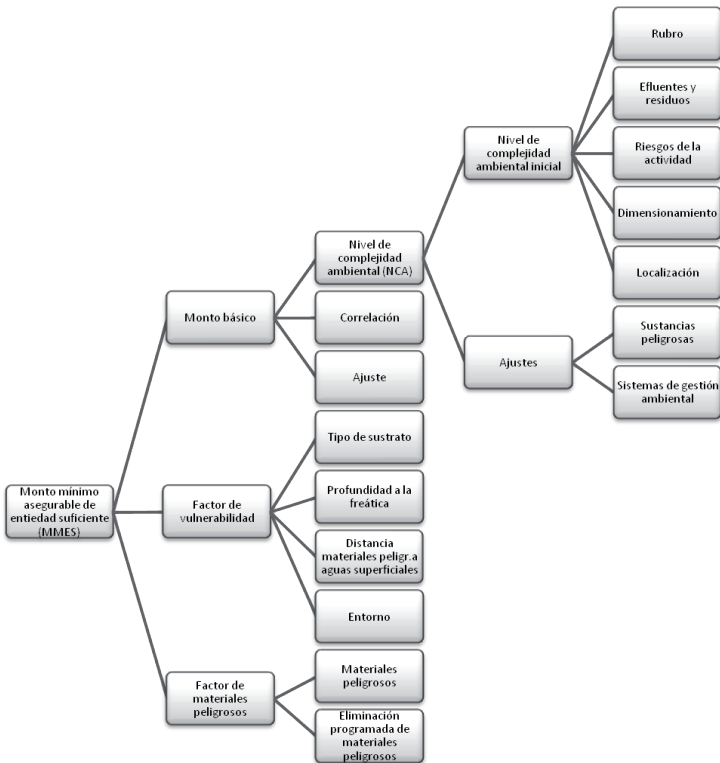 Rubro
Efluentes y
residuos
Nivel de
complejidad
ambiental inicial
Riesgos de la
actividad
Dimensionamiento
Localización
Nivel de
complejidad
ambiental (NCA)
Monto básico
Correlación
Ajuste
Ajustes
Sustancias
peligrosas
Sistemas de gestión
ambiental
Monto mínimo
asegurable de
entiedad suficiente
(MMES)
Factor de
vulnerabilidad
Tipo de sustrato
Profundidad a la
freática
Distancia
materiales peligr.a
aguas superficiales
Entorno
Factor de
materiales
peligrosos
Materiales
peligrosos
Eliminación
programada de
materiales
peligrosos